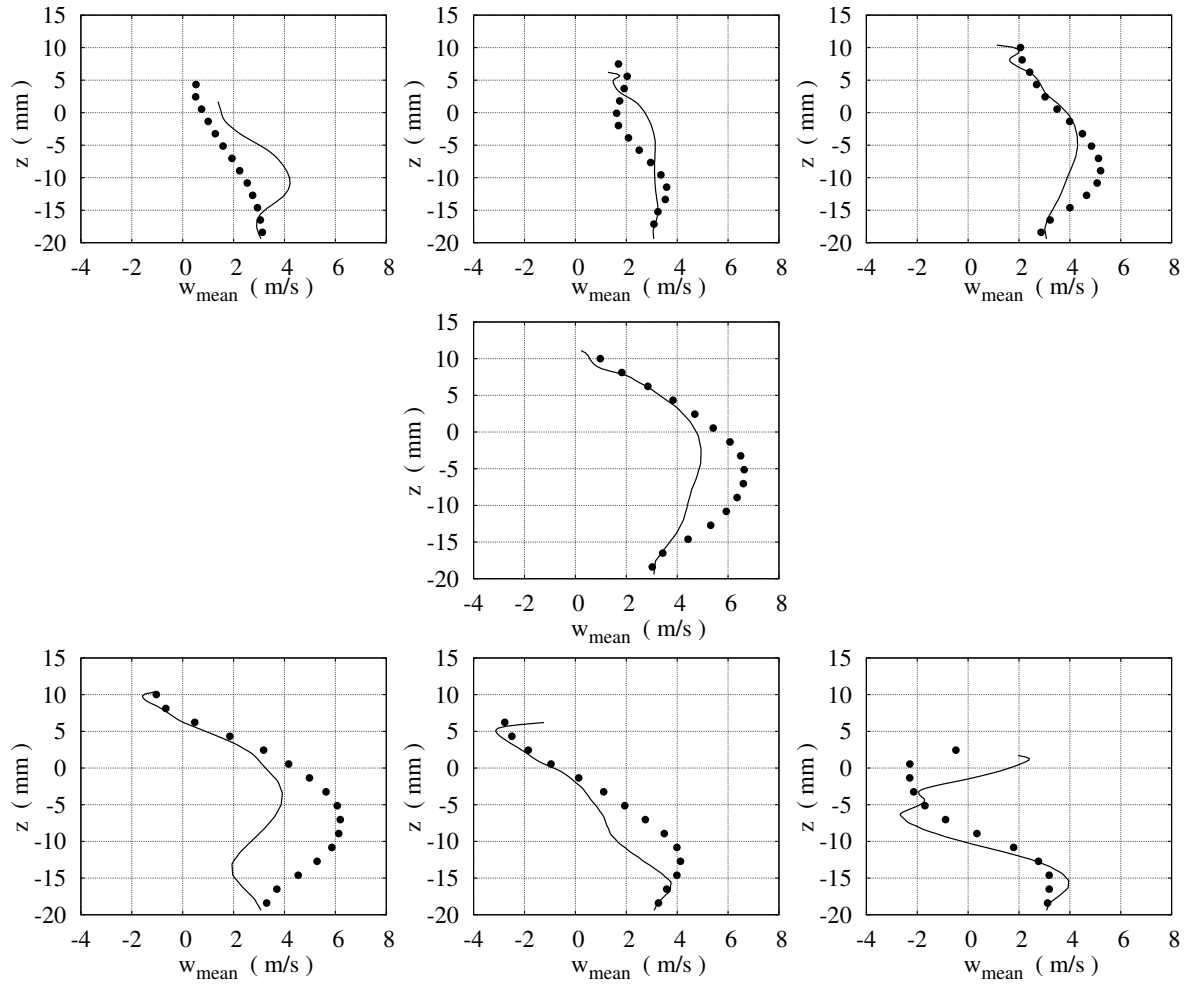 15 15 15
10 10 10
5 5 5
0 0 0
-5 -5 -5
-10 -10 -10
-15 -15 -15
-20 -20 -20
-4 -2 0 2 4 6 8 -4 -2 0 2 4 6 8 -4 -2 0 2 4 6 8
z ( mm ) z ( mm ) z ( mm )
w_mean ( m/s ) w_mean ( m/s ) w_mean ( m/s )
15
10
5
0
-5
-10
-15
-20
-4 -2 0 2 4 6 8
z ( mm )
w_mean ( m/s )
15 15 15
10 10 10
5 5 5
0 0 0
-5 -5 -5
-10 -10 -10
-15 -15 -15
-20 -20 -20
-4 -2 0 2 4 6 8 -4 -2 0 2 4 6 8 -4 -2 0 2 4 6 8
z ( mm ) z ( mm ) z ( mm )
w_mean ( m/s ) w_mean ( m/s ) w_mean ( m/s )